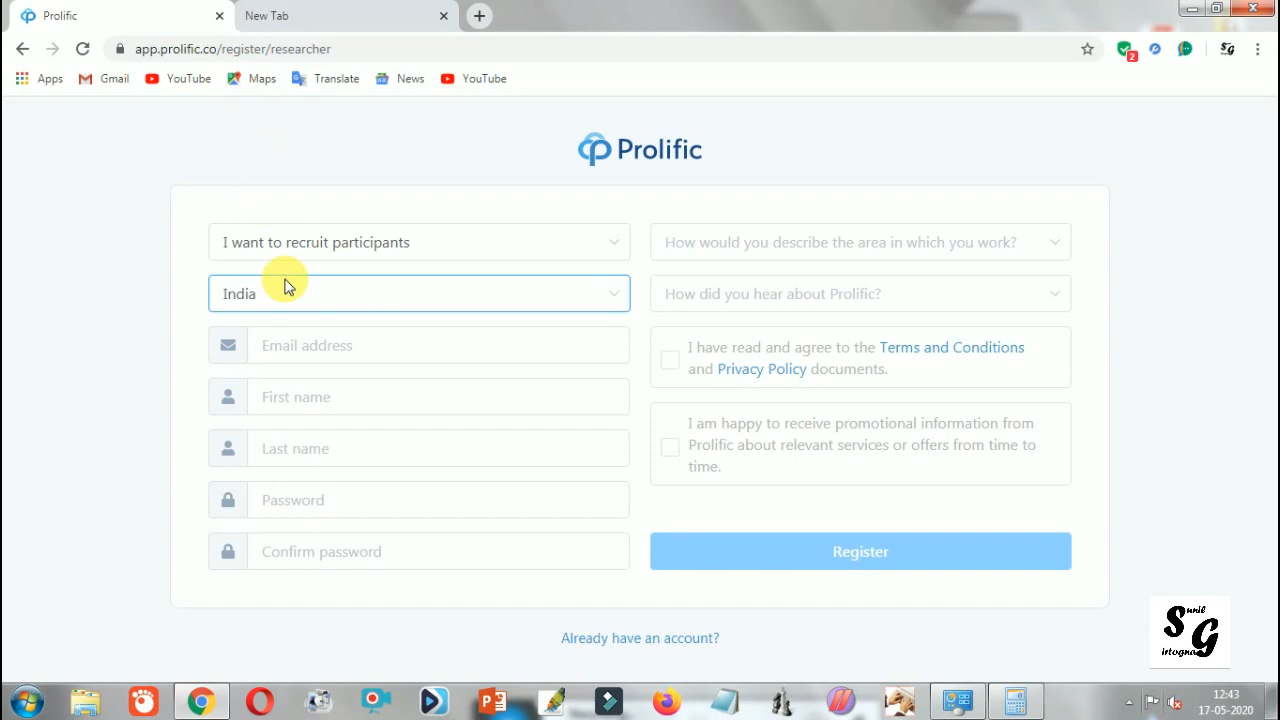 Prolific
New Tab
app.prolific.co/register/researcher
2
SG
Apps
Gmail
YouTube
Maps
Translate
News
YouTube
Prolific
I want to recruit participants
How would you describe the area in which you work?
India
How did you hear about Prolific?
Email address
I have read and agree to the Terms and Conditions
and Privacy Policy documents.
First name
I am happy to receive promotional information from
Prolific about relevant services or offers from time to
time.
Last name
Password
Confirm password
Register
Already have an account?
Sunil
G
12:43
17-05-2020